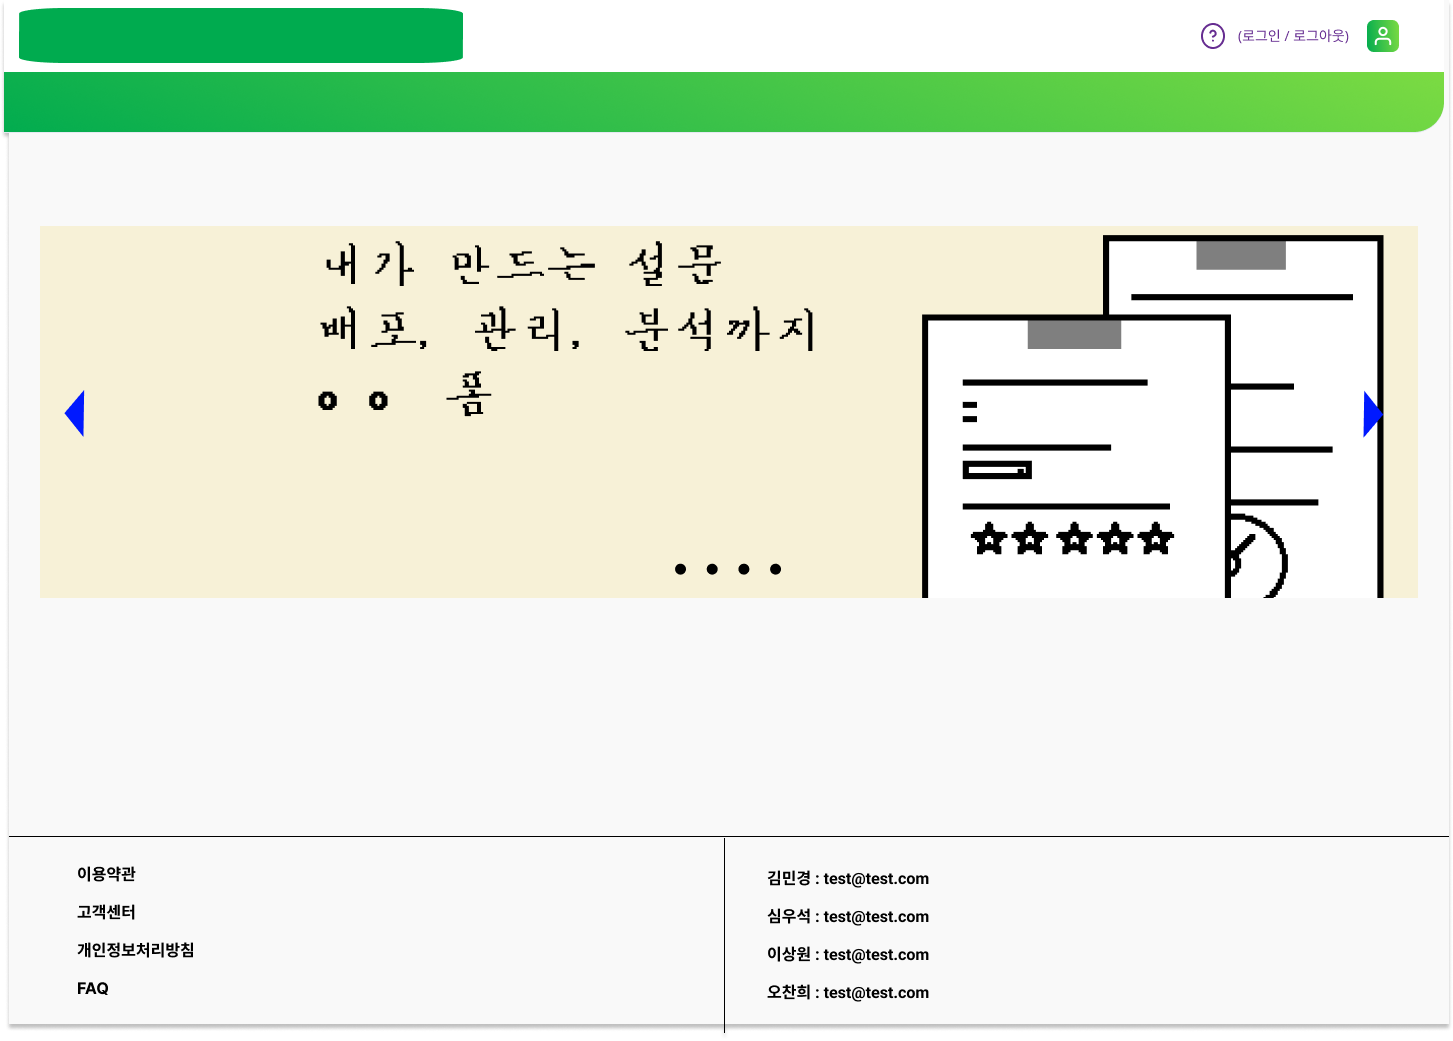 (로그인 / 로그아웃)
내가 만드는 설문
배포, 관리, 분석까지
ㅇㅇ 폼
이용약관
고객센터
개인정보처리방침
FAQ
김민경 : test@test.com
심우석 : test@test.com
이상원 : test@test.com
오찬희 : test@test.com